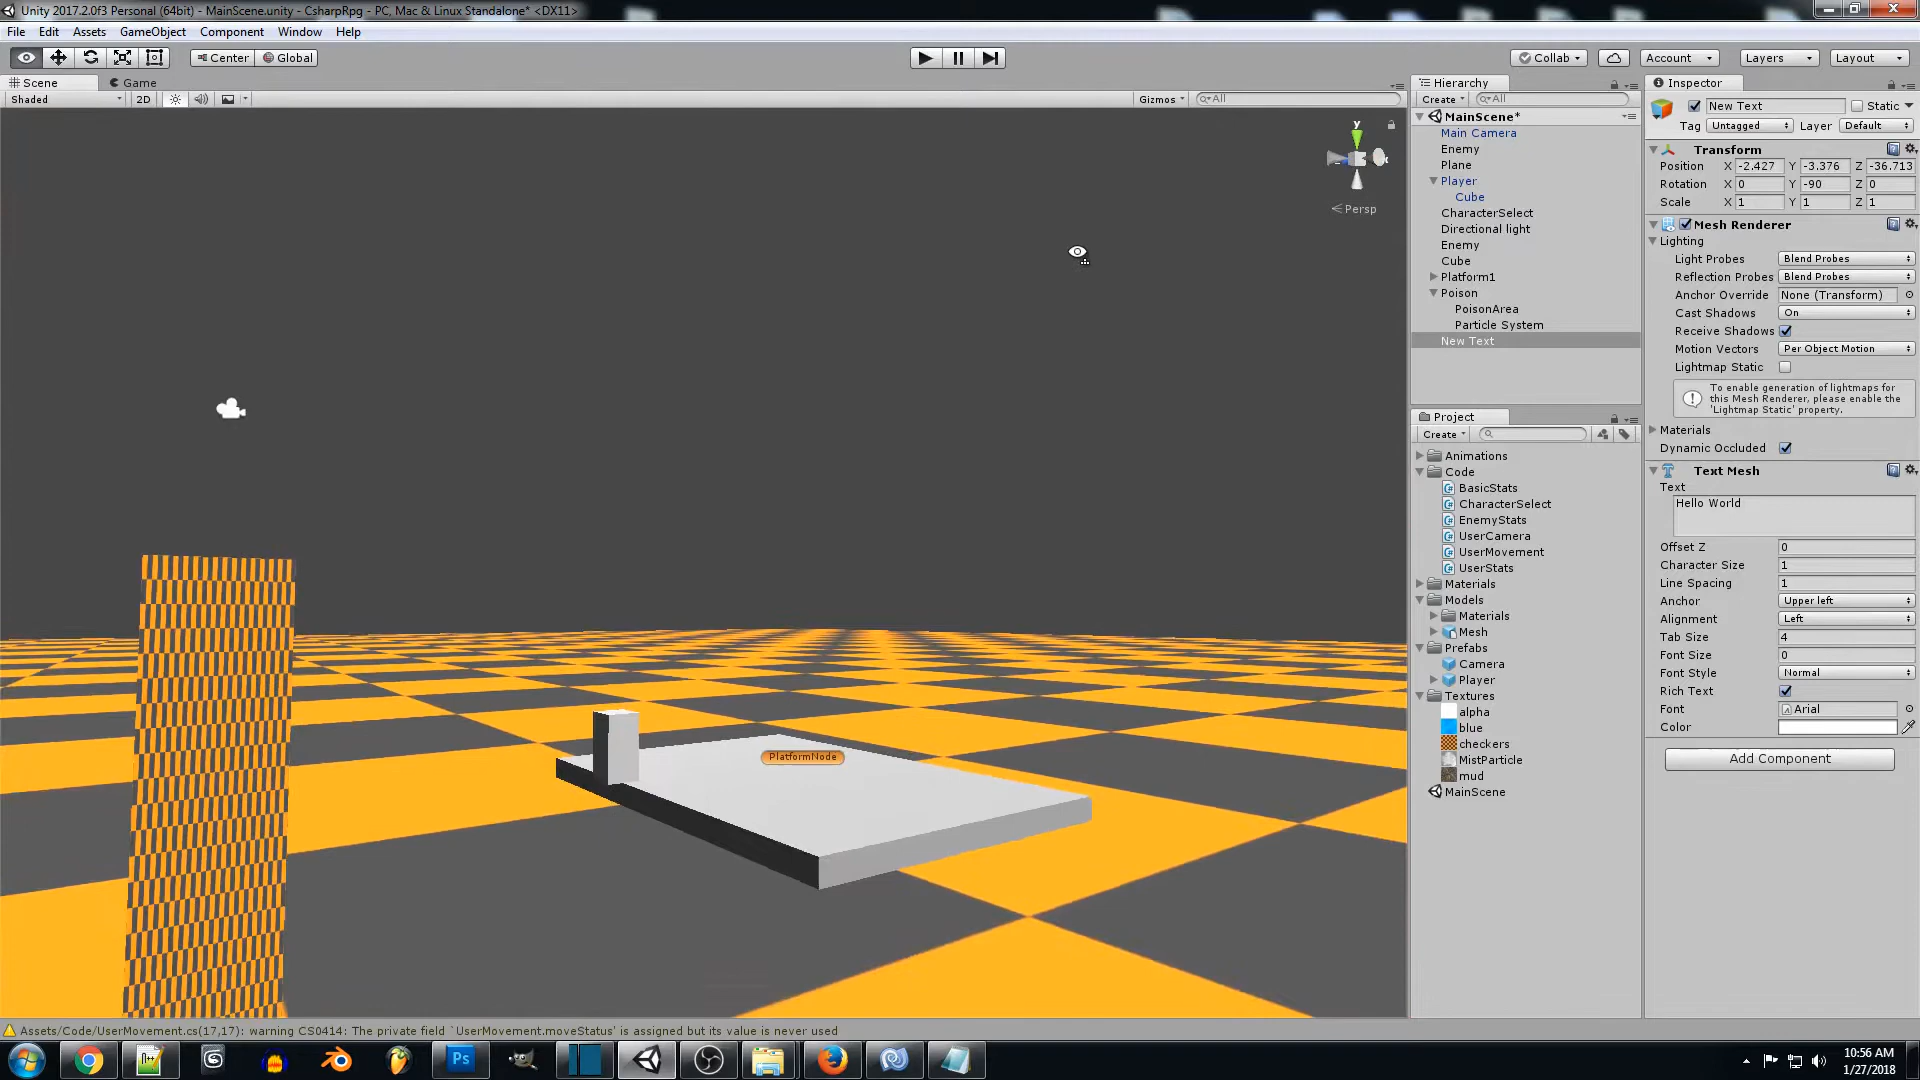 Unity 2017.2.0f3 Personal (64bit) - MainScene.unity - CsharpRpg - PC, Mac & Linux Standalone* <DX11>
File Edit Assets GameObject Component Window Help
Center Global
Collab Account Layers Layout
Scene Game
Shaded 2D Gizmos All
y
Persp
PlatformNode
Hierarchy
Create All
MainScene*
Main Camera
Enemy
Plane
Player
Cube
CharacterSelect
Directional light
Enemy
Cube
Platform1
Poison
PoisonArea
Particle System
New Text
Project
Create
Animations
Code
BasicStats
CharacterSelect
EnemyStats
UserCamera
UserMovement
UserStats
Materials
Models
Materials
Mesh
Prefabs
Camera
Player
Textures
alpha
blue
checkers
MistParticle
mud
MainScene
Inspector
New Text Static
Tag Untagged Layer Default
Transform
Position X -2.427 Y -3.376 Z -36.713
Rotation X 0 Y -90 Z 0
Scale X 1 Y 1 Z 1
Mesh Renderer
Lighting
Light Probes Blend Probes
Reflection Probes Blend Probes
Anchor Override None (Transform)
Cast Shadows On
Receive Shadows
Motion Vectors Per Object Motion
Lightmap Static
To enable generation of lightmaps for
this Mesh Renderer, please enable the
'Lightmap Static' property.
Materials
Dynamic Occluded
Text Mesh
Text
Hello World
Offset Z 0
Character Size 1
Line Spacing 1
Anchor Upper left
Alignment Left
Tab Size 4
Font Size 0
Font Style Normal
Rich Text
Font Arial
Color
Add Component
Assets/Code/UserMovement.cs(17,17): warning CS0414: The private field `UserMovement.moveStatus' is assigned but its value is never used
Ps
10:56 AM
1/27/2018